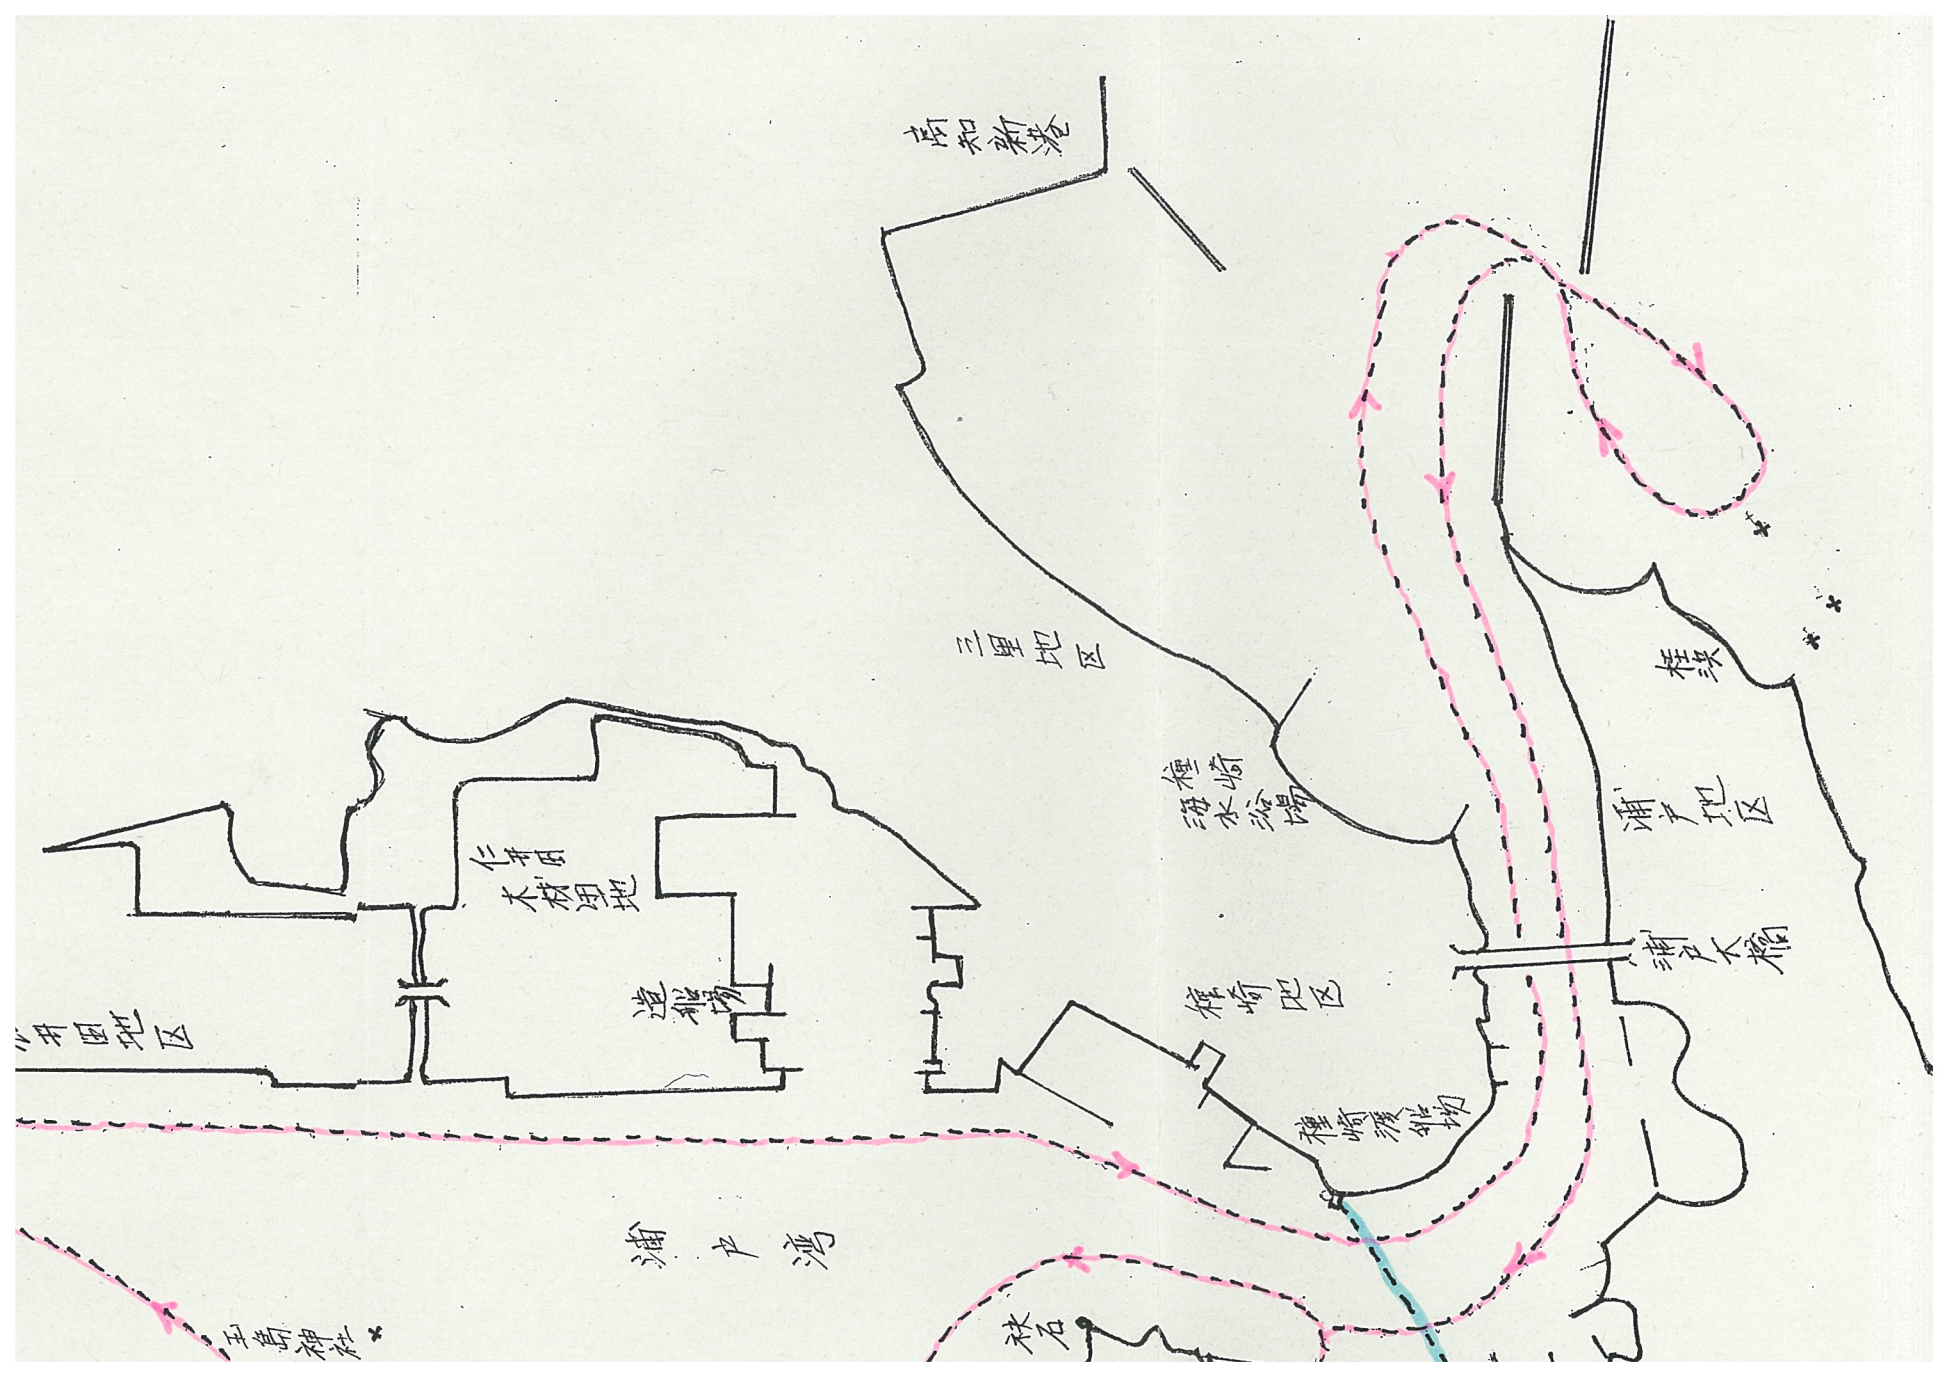 高知新港
三里地区
桂浜
種崎
海水浴場
浦戸地区
仁井田
木材団地
浦戸大橋
造船場
種崎地区
井田地区
種崎渡船場
浦戸湾
袂石
玉島神社